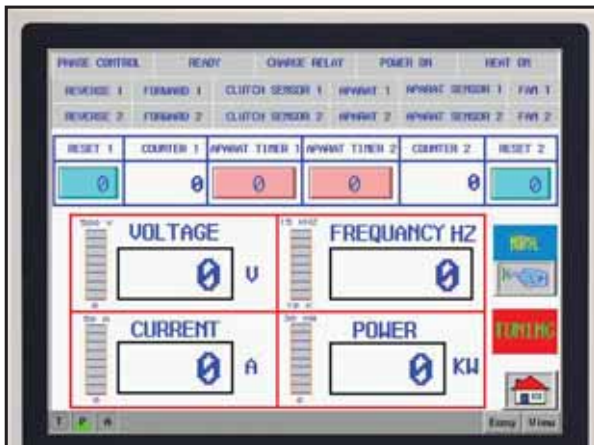 PHASE CONTROL READY CHARGE RELAY POWER ON HEAT ON
REVERSE 1 FORWARD 1 CLUTCH SENSOR 1 APARAT 1 APARAT SENSOR 1 FAN 1
REVERSE 2 FORWARD 2 CLUTCH SENSOR 2 APARAT 2 APARAT SENSOR 2 FAN 2
RESET 1 COUNTER 1 APARAT TIMER 1 APARAT TIMER 2 COUNTER 2 RESET 2
0 0 0 0 0 0
VOLTAGE FREQUANCY HZ
0 V 0
0
CURRENT POWER
0 A 0 KW
0 0
TUNING
T P A Easy View